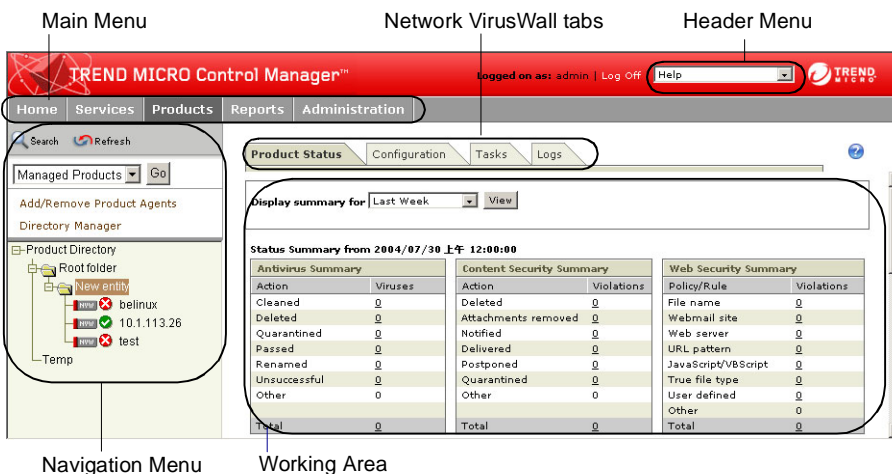 Main Menu
Network VirusWall tabs
Header Menu
TREND MICRO Control Manager™
Logged on as: admin | Log Off
Help
TREND MICRO
Home Services Products Reports Administration
Search Refresh
Managed Products Go
Add/Remove Product Agents
Directory Manager
Product Directory
Root folder
New entity
NVW belinux
NVW 10.1.113.26
NVW test
Temp
Product Status Configuration Tasks Logs
Display summary for Last Week View
Status Summary from 2004/07/30 上午 12:00:00
Antivirus Summary
Action Viruses
Cleaned 0
Deleted 0
Quarantined 0
Passed 0
Renamed 0
Unsuccessful 0
Other 0
Total 0
Content Security Summary
Action Violations
Deleted 0
Attachments removed 0
Notified 0
Delivered 0
Postponed 0
Quarantined 0
Other 0
Total 0
Web Security Summary
Policy/Rule Violations
File name 0
Webmail site 0
Web server 0
URL pattern 0
JavaScript/VBScript 0
True file type 0
User defined 0
Other 0
Total 0
Navigation Menu
Working Area